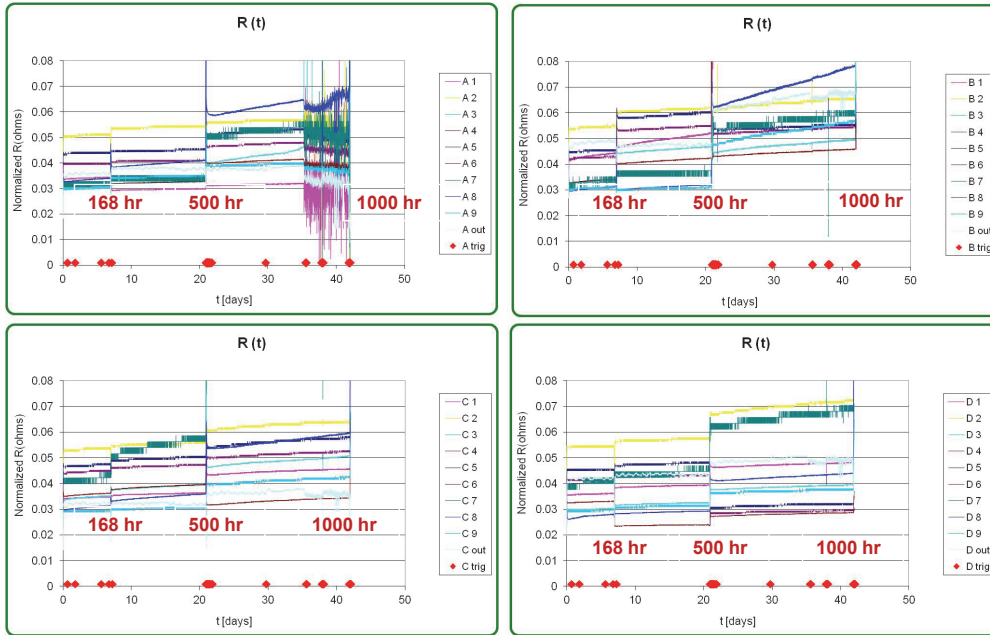 R (t)
Normalized R(ohms)
0.08
0.07
0.06
0.05
0.04
0.03
0.02
0.01
0
168 hr
500 hr
1000 hr
0
10
20
30
40
50
t [days]
A 1
A 2
A 3
A 4
A 5
A 6
A 7
A 8
A 9
A out
A trig
R (t)
Normalized R(ohms)
0.08
0.07
0.06
0.05
0.04
0.03
0.02
0.01
0
168 hr
500 hr
1000 hr
0
10
20
30
40
50
t [days]
B 1
B 2
B 3
B 4
B 5
B 6
B 7
B 8
B 9
B out
B trig
R (t)
Normalized R(ohms)
0.08
0.07
0.06
0.05
0.04
0.03
0.02
0.01
0
168 hr
500 hr
1000 hr
0
10
20
30
40
50
t [days]
C 1
C 2
C 3
C 4
C 5
C 6
C 7
C 8
C 9
C out
C trig
R (t)
Normalized R(ohms)
0.08
0.07
0.06
0.05
0.04
0.03
0.02
0.01
0
168 hr
500 hr
1000 hr
0
10
20
30
40
50
t [days]
D 1
D 2
D 3
D 4
D 5
D 6
D 7
D 8
D 9
D out
D trig